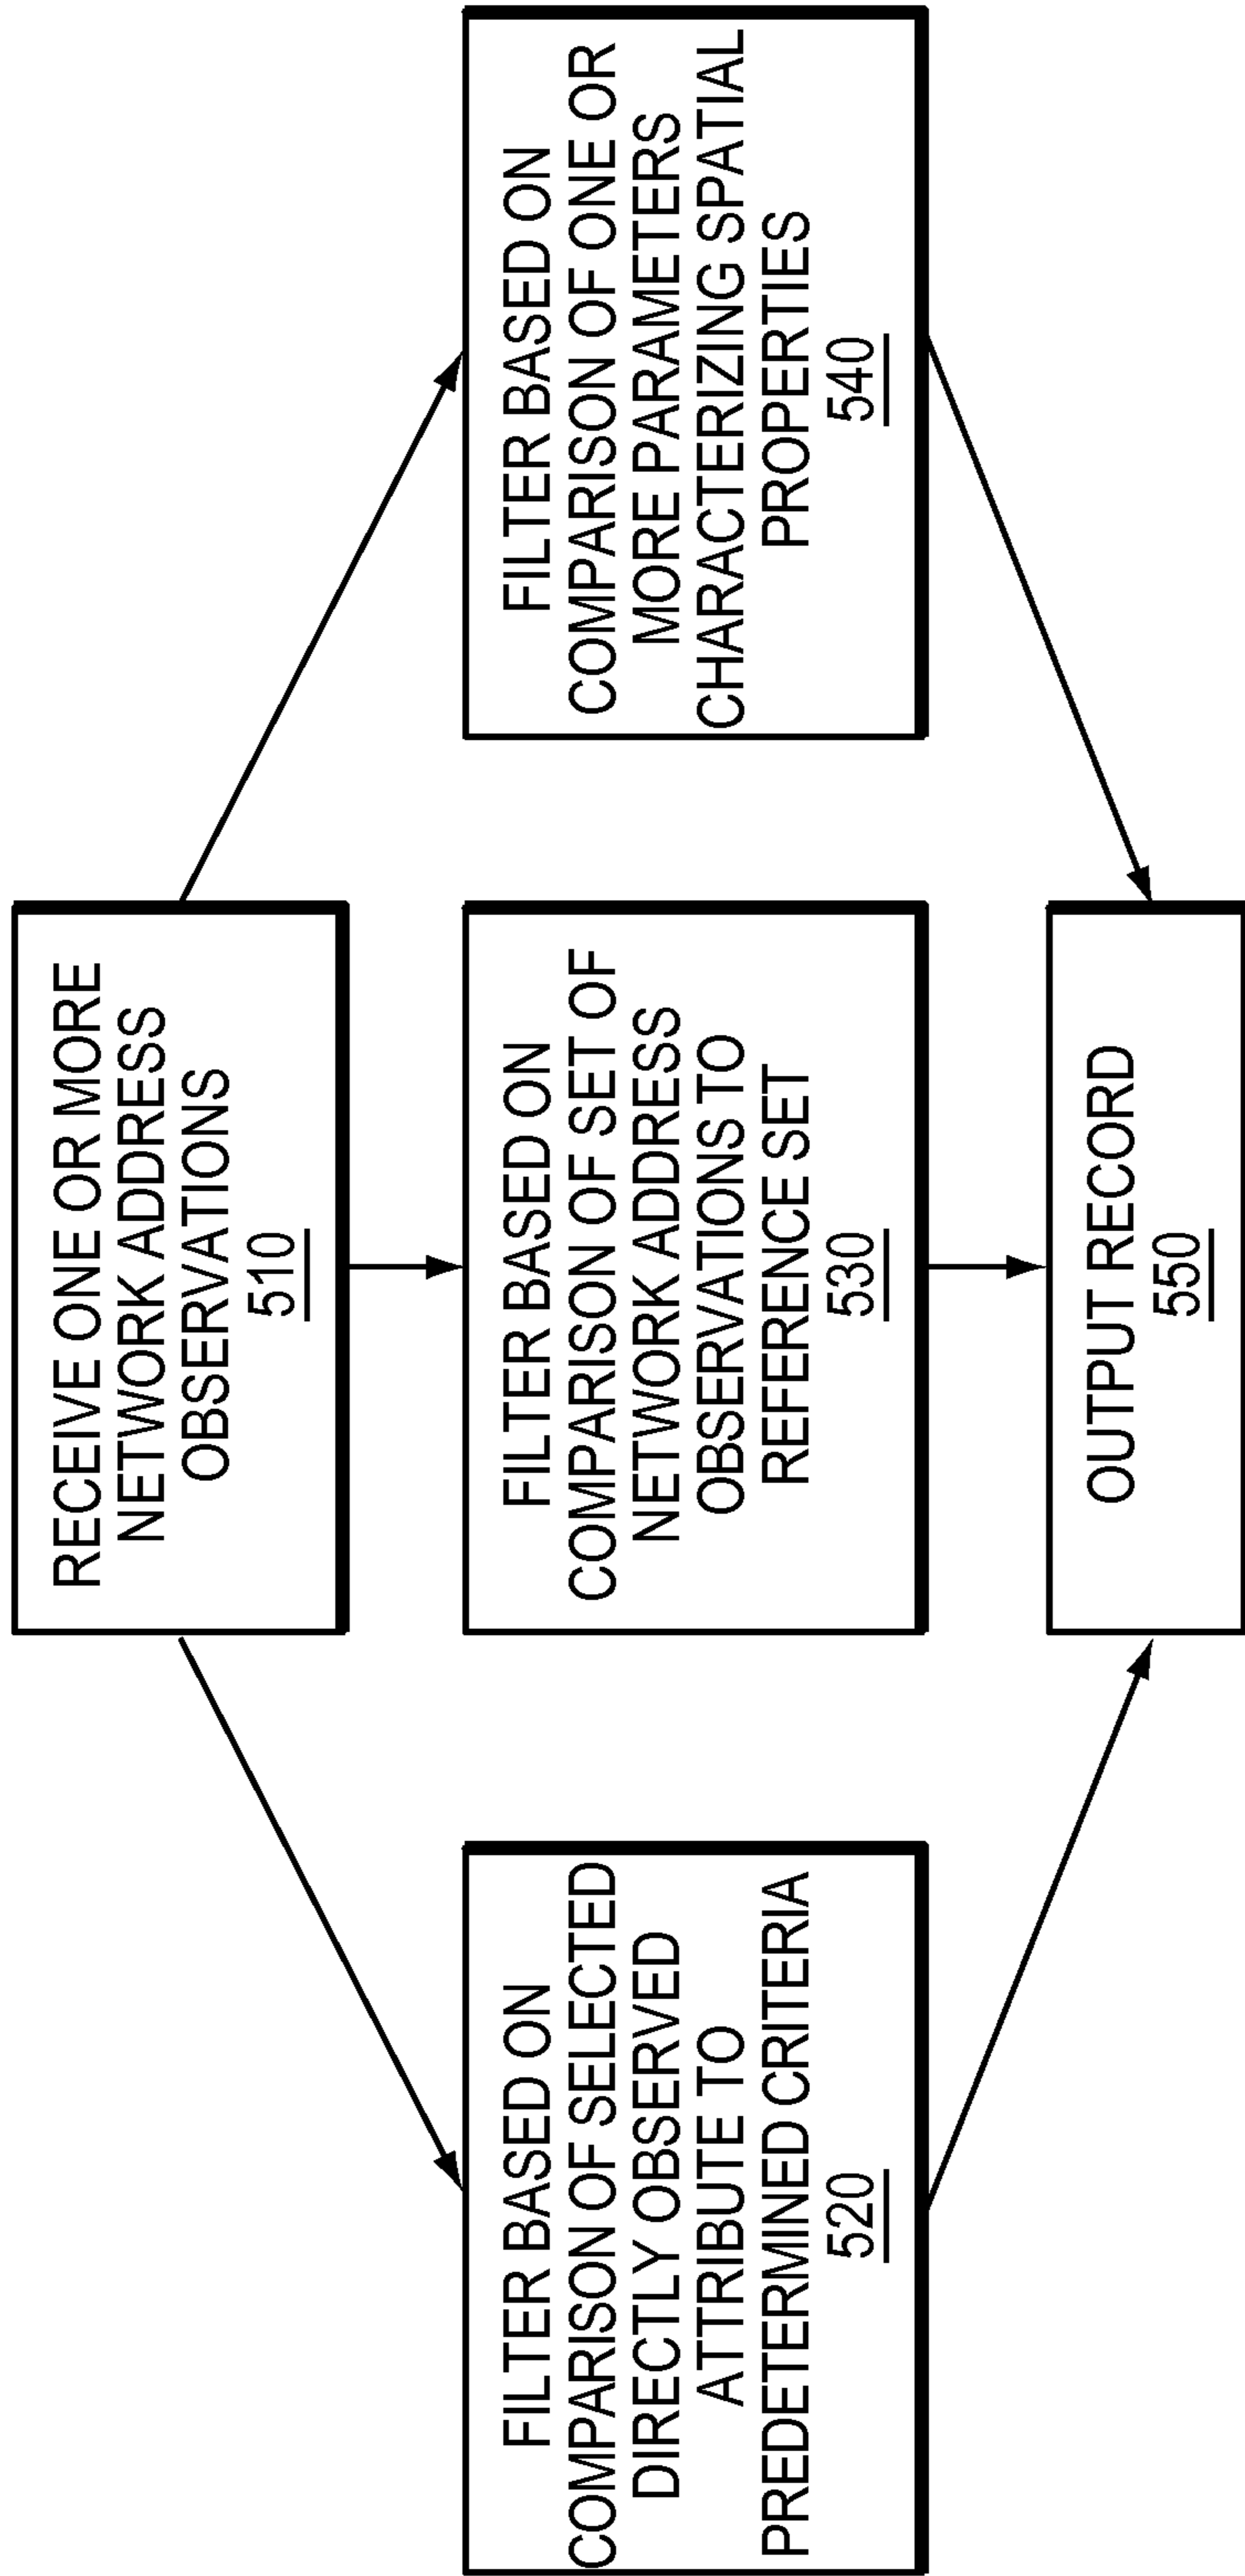 RECEIVE ONE OR MORE
NETWORK ADDRESS
OBSERVATIONS
510
FILTER BASED ON
COMPARISON OF SELECTED
DIRECTLY OBSERVED
ATTRIBUTE TO
PREDETERMINED CRITERIA
520
FILTER BASED ON
COMPARISON OF SET OF
NETWORK ADDRESS
OBSERVATIONS TO
REFERENCE SET
530
FILTER BASED ON
COMPARISON OF ONE OR
MORE PARAMETERS
CHARACTERIZING SPATIAL
PROPERTIES
540
OUTPUT RECORD
550